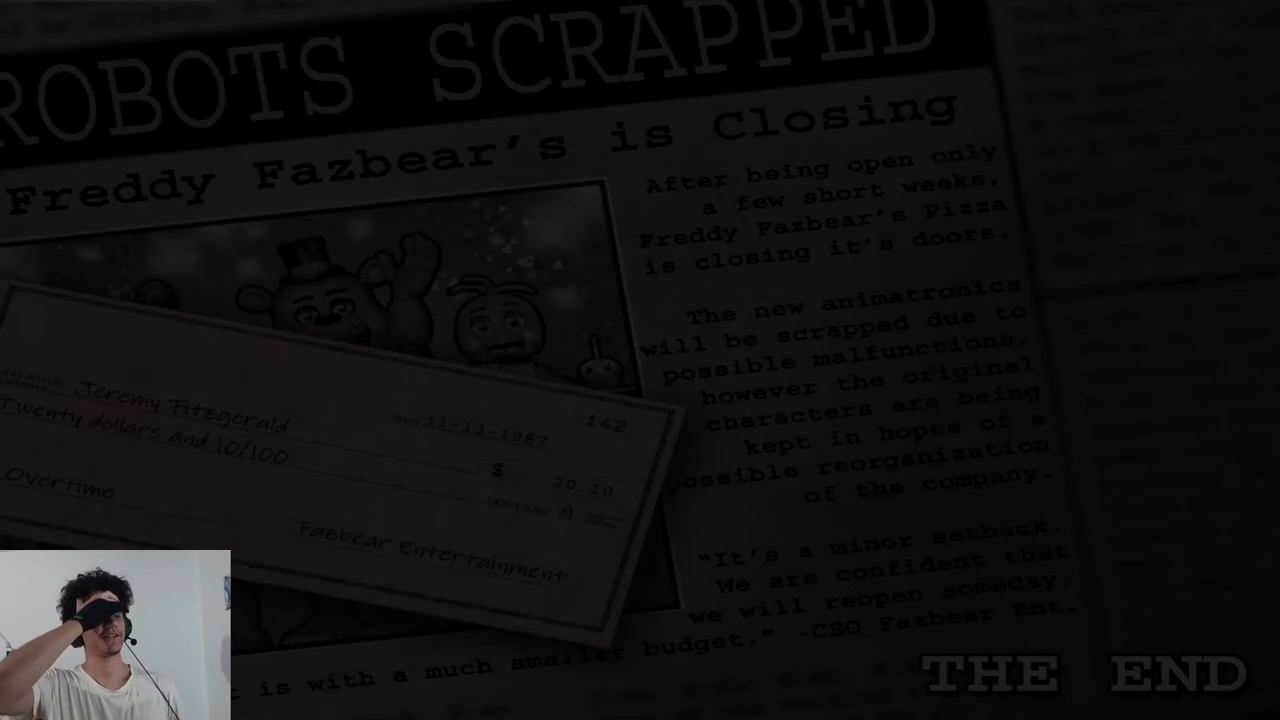 ROBOTS SCRAPPED
Freddy Fazbear's is Closing
After being open only
a few short weeks,
Freddy Fazbear's Pizza
is closing it's doors.
The new animatronics
will be scrapped due to
possible malfunctions,
however the original
characters are being
kept in hopes of a
possible reorganization
of the company.
"It's a minor setback.
We are confident that
we will reopen someday,
t is with a much smaller budget." -CEO Fazbear Ent.
142
Jeremy Fitzgerald
DATE 11-13-1987
Twenty dollars and 10/100
$ 20.10
DOLLARS
Overtime
Fazbear Entertainment
THE END